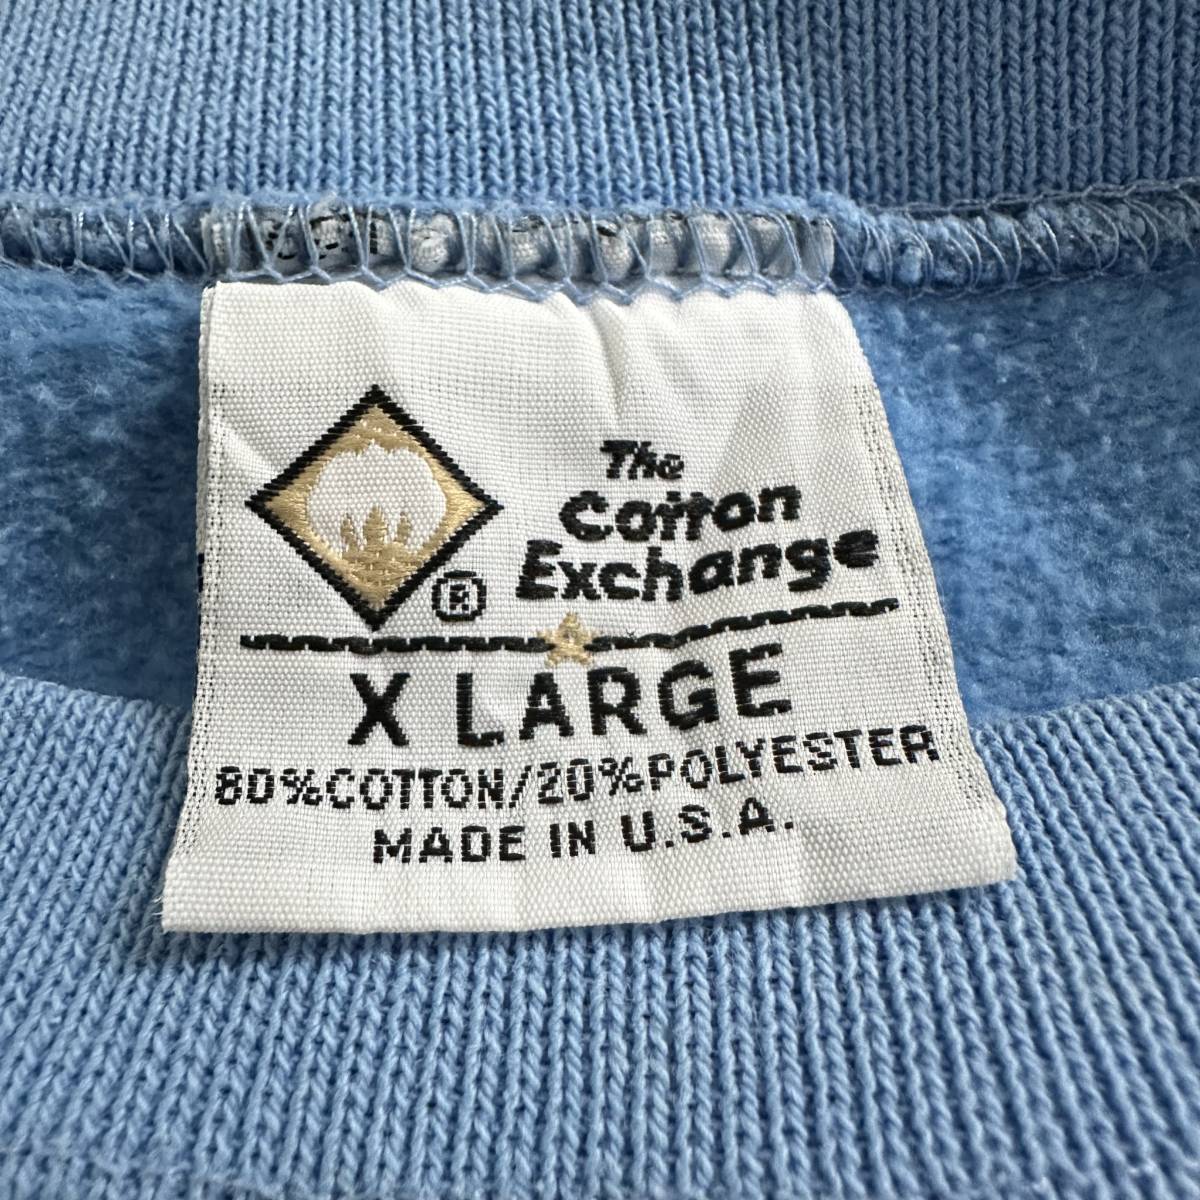 The
Cotton
Exchange
®
X LARGE
80%COTTON/20%POLYESTER
MADE IN U.S.A.